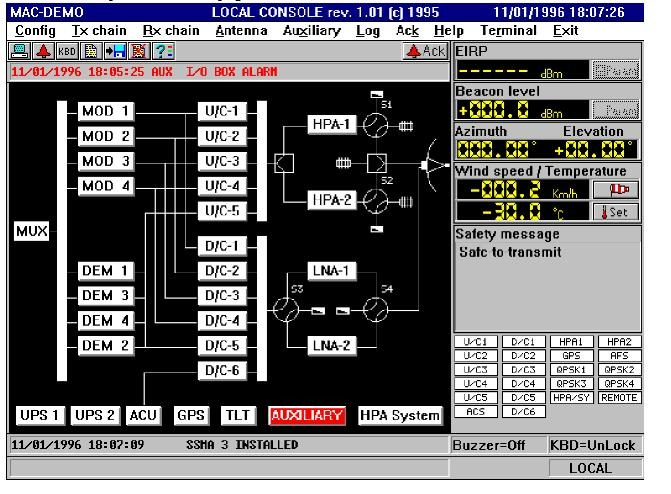 MAC-DEMO LOCAL CONSOLE rev. 1.01 (c) 1995 11/01/1996 18:07:26
Config Tx chain Rx chain Antenna Auxiliary Log Ack Help Terminal Exit
KBD Ack
11/01/1996 18:05:25 AUX I/O BOX ALARM
EIRP
------ dBm Param
Beacon level
+000.0 dBm Param
Azimuth Elevation
000.00° +00.00°
Wind speed / Temperature
-000.2 Km/h
-30.0 °C Set
Safety message
Safe to transmit
MUX
MOD 1
MOD 2
MOD 3
MOD 4
DEM 1
DEM 3
DEM 4
DEM 2
U/C-1
U/C-2
U/C-3
U/C-4
U/C-5
D/C-1
D/C-2
D/C-3
D/C-4
D/C-5
D/C-6
HPA-1
HPA-2
S1
S2
LNA-1
LNA-2
S3
S4
UPS 1 UPS 2 ACU GPS TLT AUXILIARY HPA System
U/C1 D/C1 HPA1 HPA2
U/C2 D/C2 GPS AFS
U/C3 D/C3 QPSK1 QPSK2
U/C4 D/C4 QPSK3 QPSK4
U/C5 D/C5 HPA/SY REMOTE
ACS D/C6
11/01/1996 18:07:09 SSMA 3 INSTALLED
Buzzer=Off KBD=UnLock
LOCAL